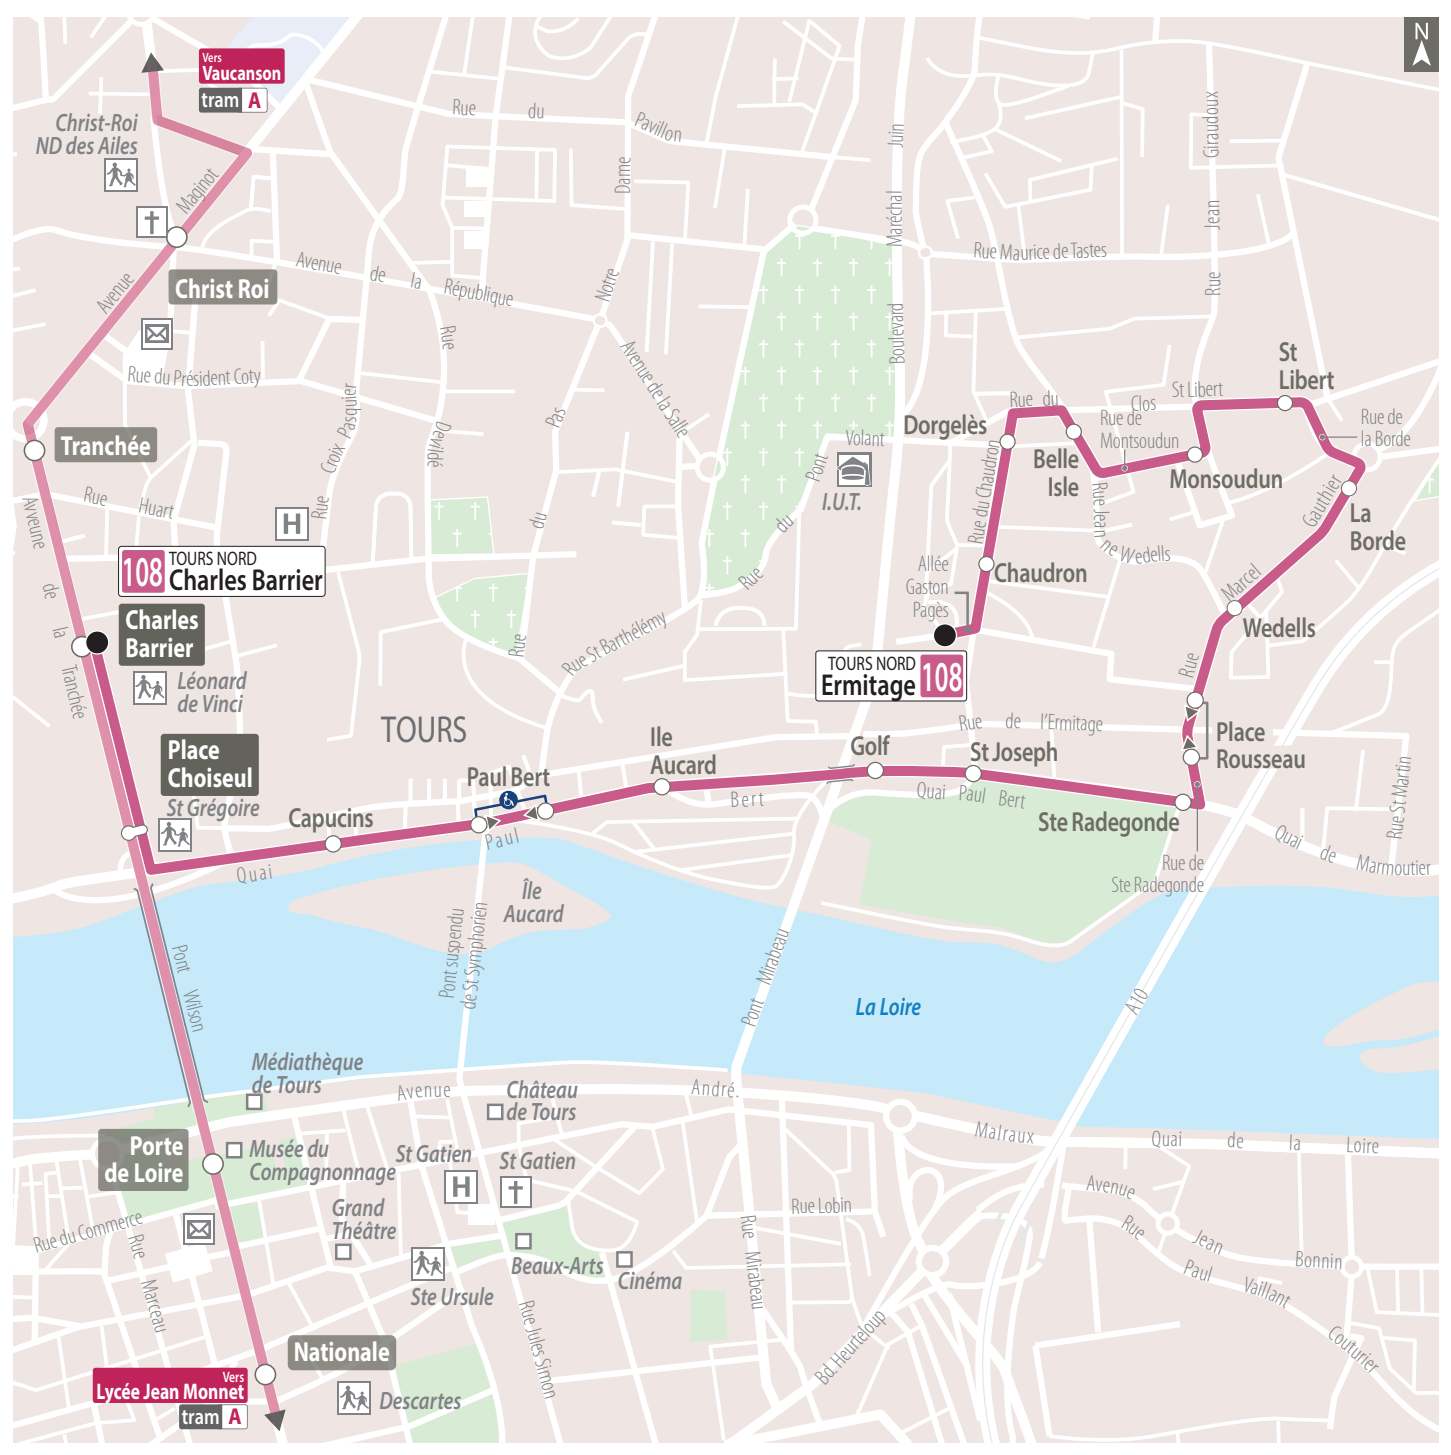 N
Vers
Vaucanson
tram A
Christ-Roi
ND des Ailes
Rue du Pavillon
Maginot
Avenue
Christ Roi
Avenue de la République
Rue du Président Coty
Tranchée
Rue Huart
H
Rue Croix Pasquier
Rue Devildé
Rue du Pas Notre Dame
Avenue de la Salle
Boulevard Maréchal Juin
Rue Maurice de Tastes
Rue Jean Giraudoux
St
Libert
St Libert
Rue du Clos
Rue de
Montsoudun
Rue de
la Borde
Dorgelès
Volant
Rue du Pont
I.U.T.
Belle
Isle
Monsoudun
Gauthier
La
Borde
Rue du Chaudron
Rue Jeanne Wedells
Allée
Gaston
Pagès
Chaudron
Marcel
Wedells
Rue
Avveune de la Tranchée
108 TOURS NORD
Charles Barrier
Charles
Barrier
Léonard
de Vinci
Rue St Barthélémy
TOURS NORD
Ermitage 108
TOURS
Place
Choiseul
St Grégoire
Ile
Aucard
Golf
Rue de l'Ermitage
St Joseph
Place
Rousseau
Paul Bert
Capucins
Quai Paul Bert
Quai Paul Bert
Ste Radegonde
Rue St Martin
Quai de Marmoutier
Rue de
Ste Radegonde
Île
Aucard
Pont suspendu
de St Symphorien
Pont Wilson
Pont Mirabeau
La Loire
A10
Médiathèque
de Tours
Avenue André. Malraux
Château
de Tours
Quai de la Loire
Porte
de Loire
Musée du
Compagnonnage
St Gatien
H
St Gatien
Grand
Théâtre
Rue du Commerce
Rue Marceau
Rue Lobin
Rue Mirabeau
Avenue Jean Bonnin
Rue Paul Vaillant Couturier
Beaux-Arts
Cinéma
Ste Ursule
Rue Jules Simon
Bd. Heurteloup
Nationale
Vers
Lycée Jean Monnet
tram A
Descartes